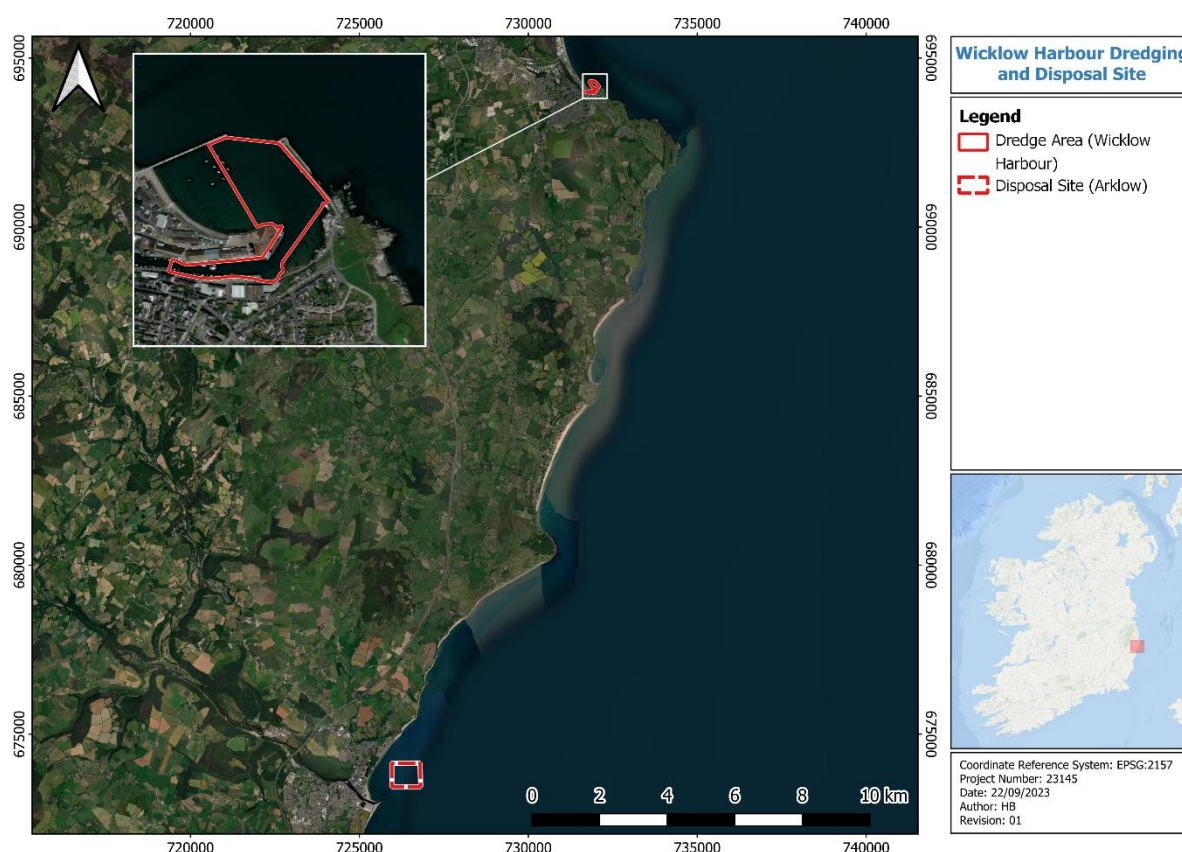 720000 725000 730000 735000 740000
695000 695000
690000 690000
685000 685000
680000 680000
675000 675000
0 2 4 6 8 10 km
720000 725000 730000 735000 740000
Wicklow Harbour Dredging
and Disposal Site
Legend
Dredge Area (Wicklow
Harbour)
Disposal Site (Arklow)
Coordinate Reference System: EPSG:2157
Project Number: 23145
Date: 22/09/2023
Author: HB
Revision: 01